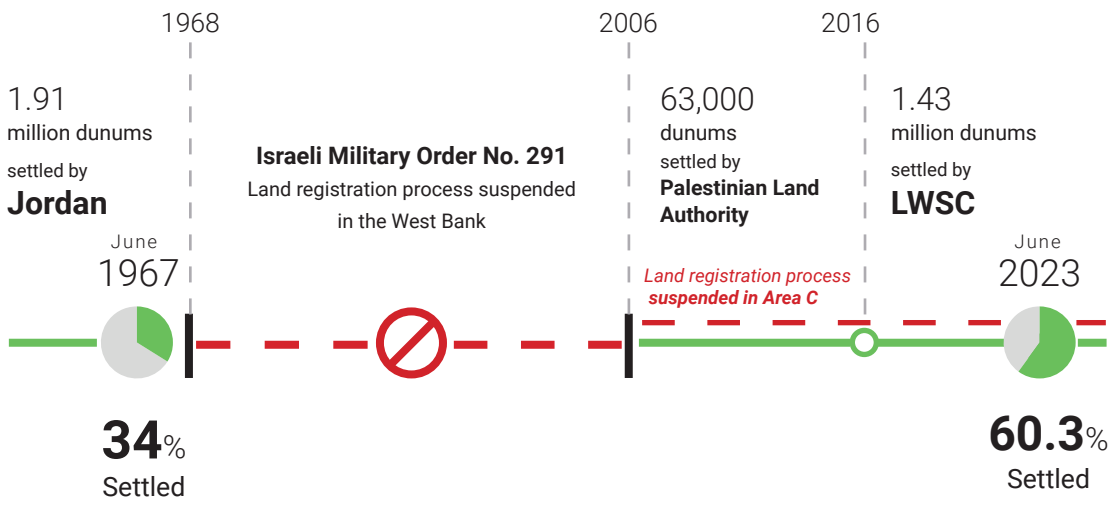 1968
2006
2016
1.91
million dunums
settled by
Jordan
June
1967
34%
Settled
Israeli Military Order No. 291
Land registration process suspended
in the West Bank
63,000
dunums
settled by
Palestinian Land
Authority
Land registration process
suspended in Area C
1.43
million dunums
settled by
LWSC
June
2023
60.3%
Settled